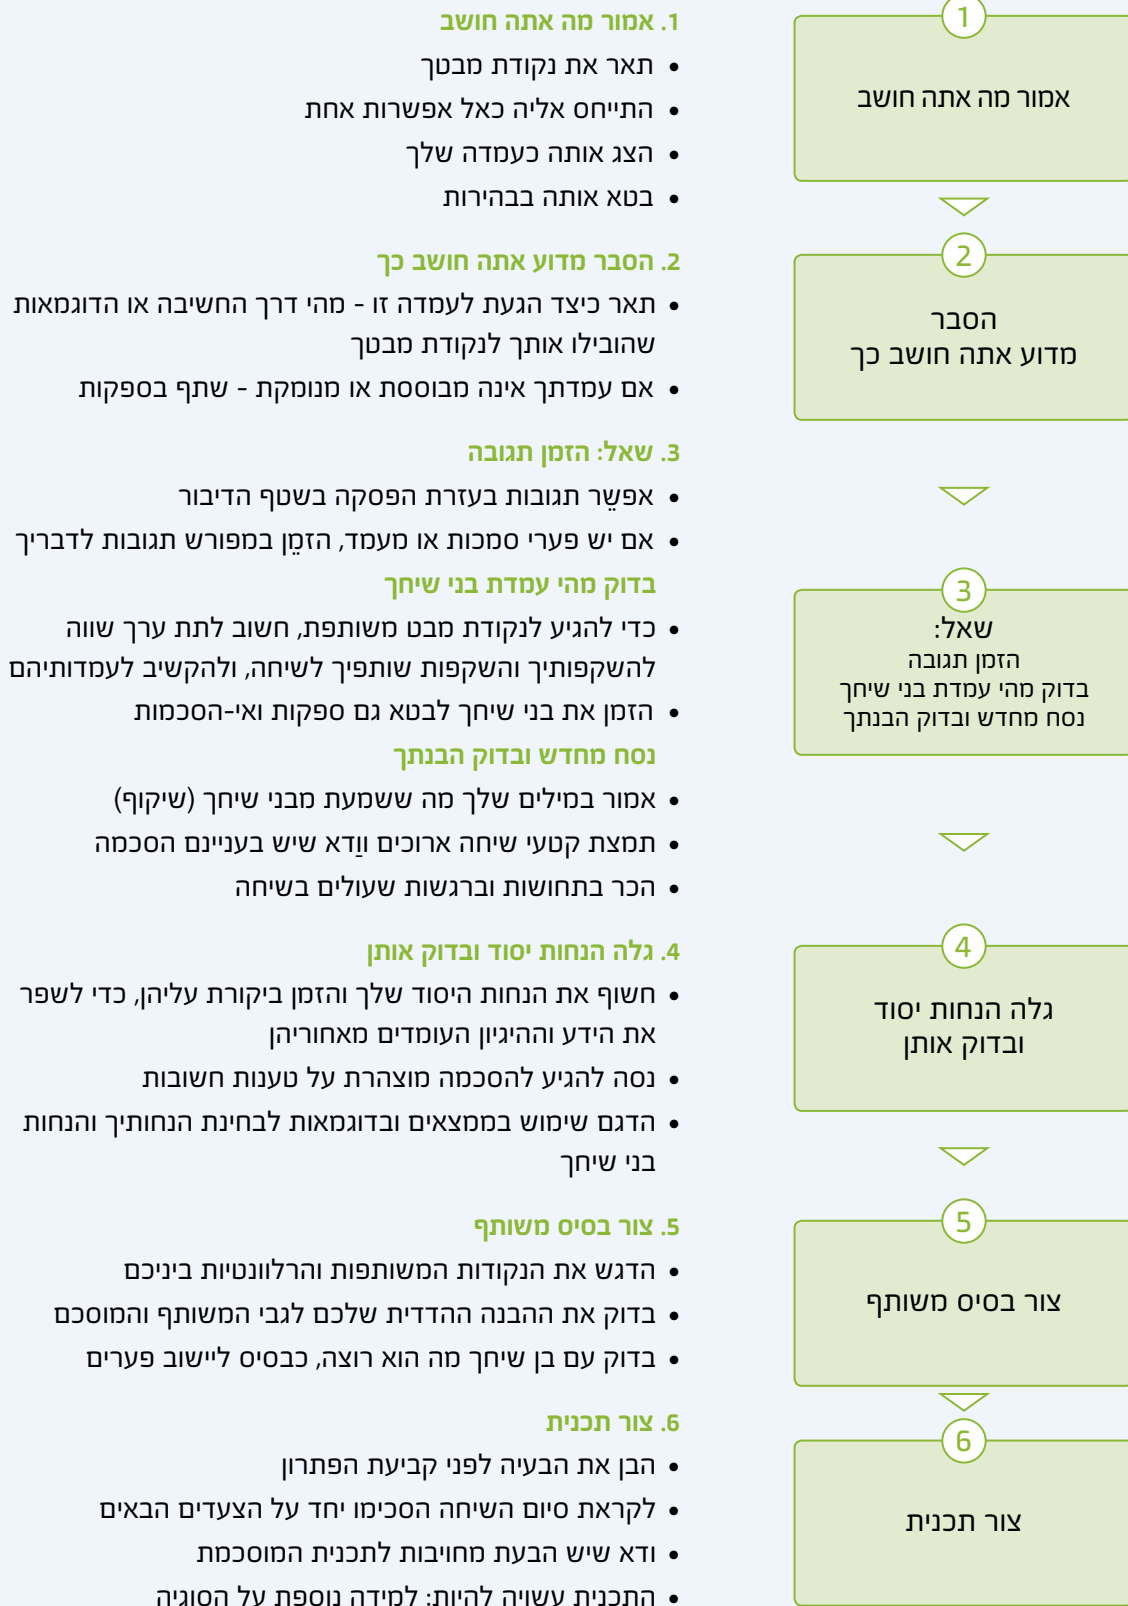 1
אמור מה אתה חושב
2
הסבר
מדוע אתה חושב כך
3
שאל:
הזמן תגובה
בדוק מהי עמדת בני שיחך
נסח מחדש ובדוק הבנתך
4
גלה הנחות יסוד
ובדוק אותן
5
צור בסיס משותף
6
צור תכנית
1. אמור מה אתה חושב
• תאר את נקודת מבטך
• התייחס אליה כאל אפשרות אחת
• הצג אותה כעמדה שלך
• בטא אותה בבהירות
2. הסבר מדוע אתה חושב כך
• תאר כיצד הגעת לעמדה זו - מהי דרך החשיבה או הדוגמאות
שהובילו אותך לנקודת מבטך
• אם עמדתך אינה מבוססת או מנומקת - שתף בספקות
3. שאל: הזמן תגובה
• אפשֵר תגובות בעזרת הפסקה בשטף הדיבור
• אם יש פערי סמכות או מעמד, הזמֵן במפורש תגובות לדבריך
בדוק מהי עמדת בני שיחך
• כדי להגיע לנקודת מבט משותפת, חשוב לתת ערך שווה
להשקפותיך והשקפות שותפיך לשיחה, ולהקשיב לעמדותיהם
• הזמן את בני שיחך לבטא גם ספקות ואי-הסכמות
נסח מחדש ובדוק הבנתך
• אמור במילים שלך מה ששמעת מבני שיחך (שיקוף)
• תמצת קטעי שיחה ארוכים ווַדא שיש בעניינם הסכמה
• הכר בתחושות וברגשות שעולים בשיחה
4. גלה הנחות יסוד ובדוק אותן
• חשוף את הנחות היסוד שלך והזמן ביקורת עליהן, כדי לשפר
את הידע וההיגיון העומדים מאחוריהן
• נסה להגיע להסכמה מוצהרת על טענות חשובות
• הדגם שימוש בממצאים ובדוגמאות לבחינת הנחותיך והנחות
בני שיחך
5. צור בסיס משותף
• הדגש את הנקודות המשותפות והרלוונטיות ביניכם
• בדוק את ההבנה ההדדית שלכם לגבי המשותף והמוסכם
• בדוק עם בן שיחך מה הוא רוצה, כבסיס ליישוב פערים
6. צור תכנית
• הבן את הבעיה לפני קביעת הפתרון
• לקראת סיום השיחה הסכימו יחד על הצעדים הבאים
• ודא שיש הבעת מחויבות לתכנית המוסכמת
• התכנית עשויה להיות: למידה נוספת על הסוגיה